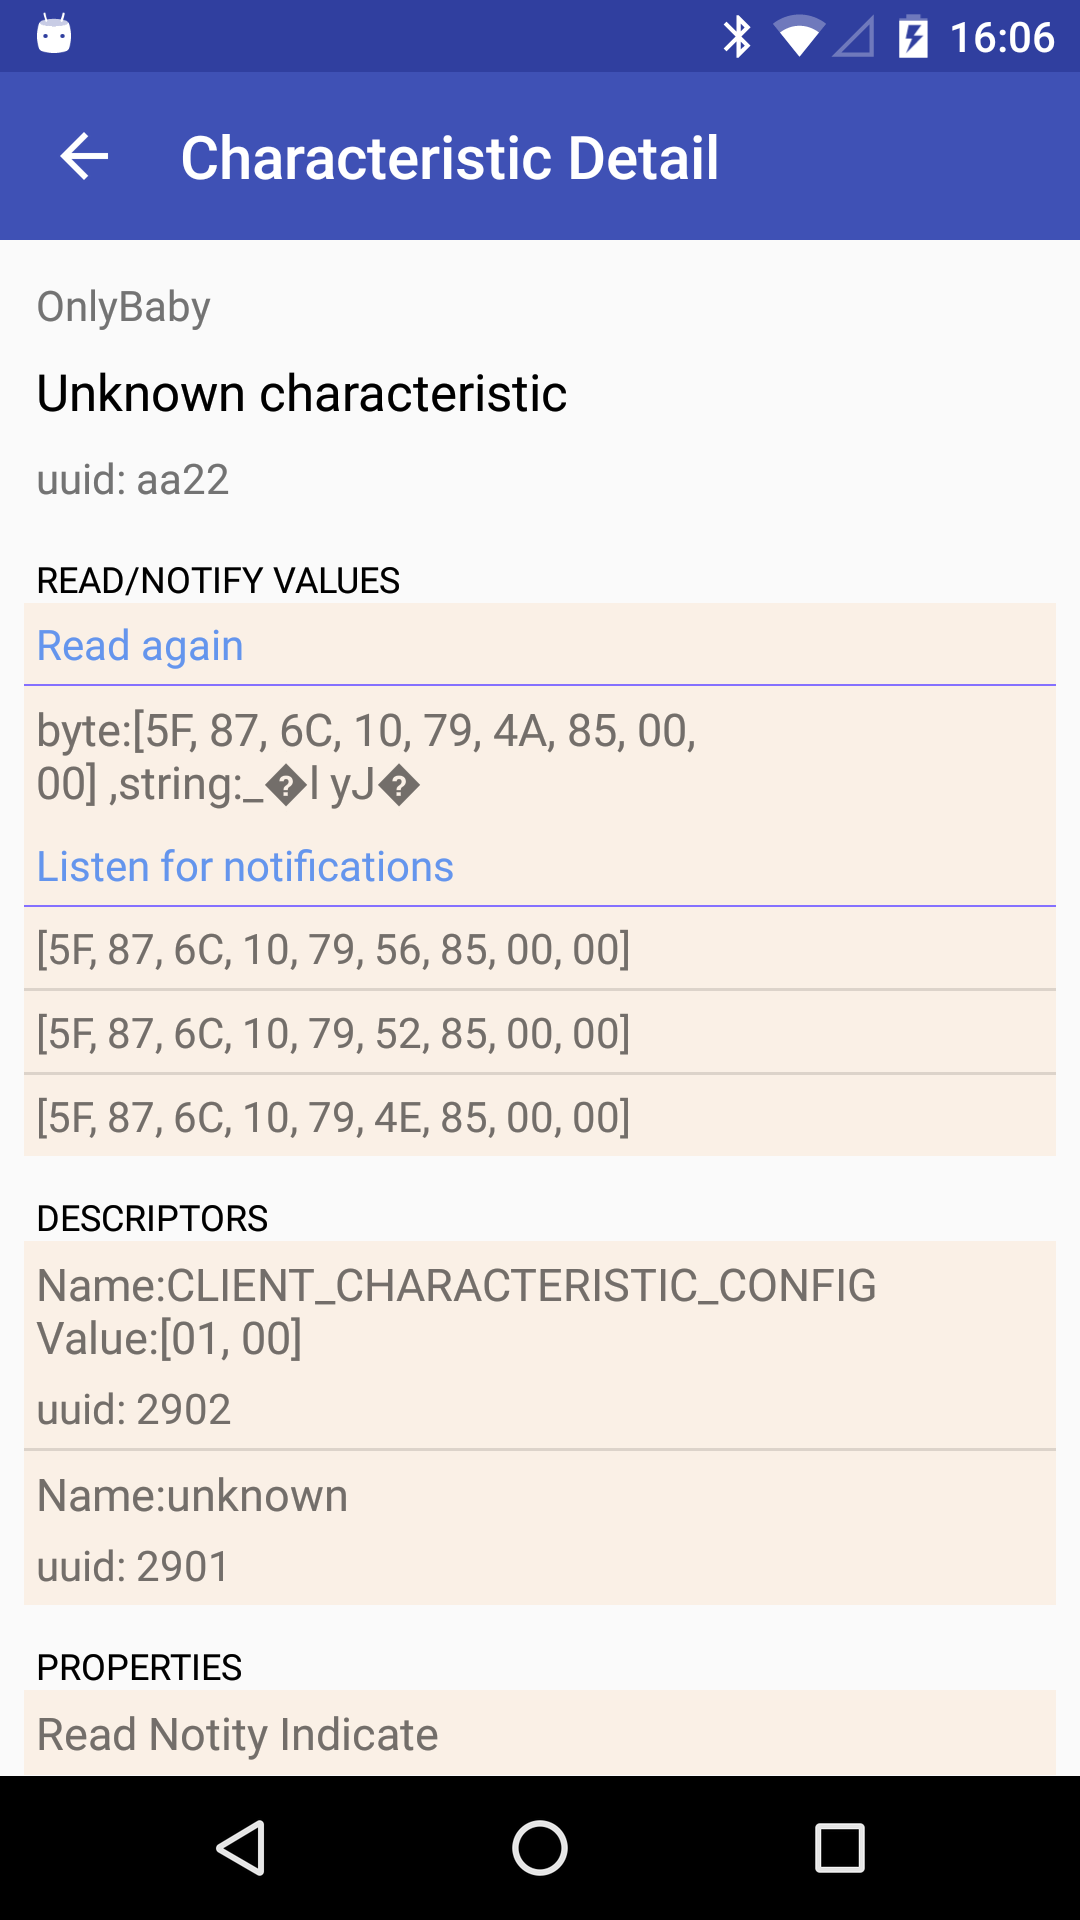 16:06
Characteristic Detail
OnlyBaby
Unknown characteristic
uuid: aa22
READ/NOTIFY VALUES
Read again
byte:[5F, 87, 6C, 10, 79, 4A, 85, 00,
00] ,string:_�l yJ�
Listen for notifications
[5F, 87, 6C, 10, 79, 56, 85, 00, 00]
[5F, 87, 6C, 10, 79, 52, 85, 00, 00]
[5F, 87, 6C, 10, 79, 4E, 85, 00, 00]
DESCRIPTORS
Name:CLIENT_CHARACTERISTIC_CONFIG
Value:[01, 00]
uuid: 2902
Name:unknown
uuid: 2901
PROPERTIES
Read Notity Indicate